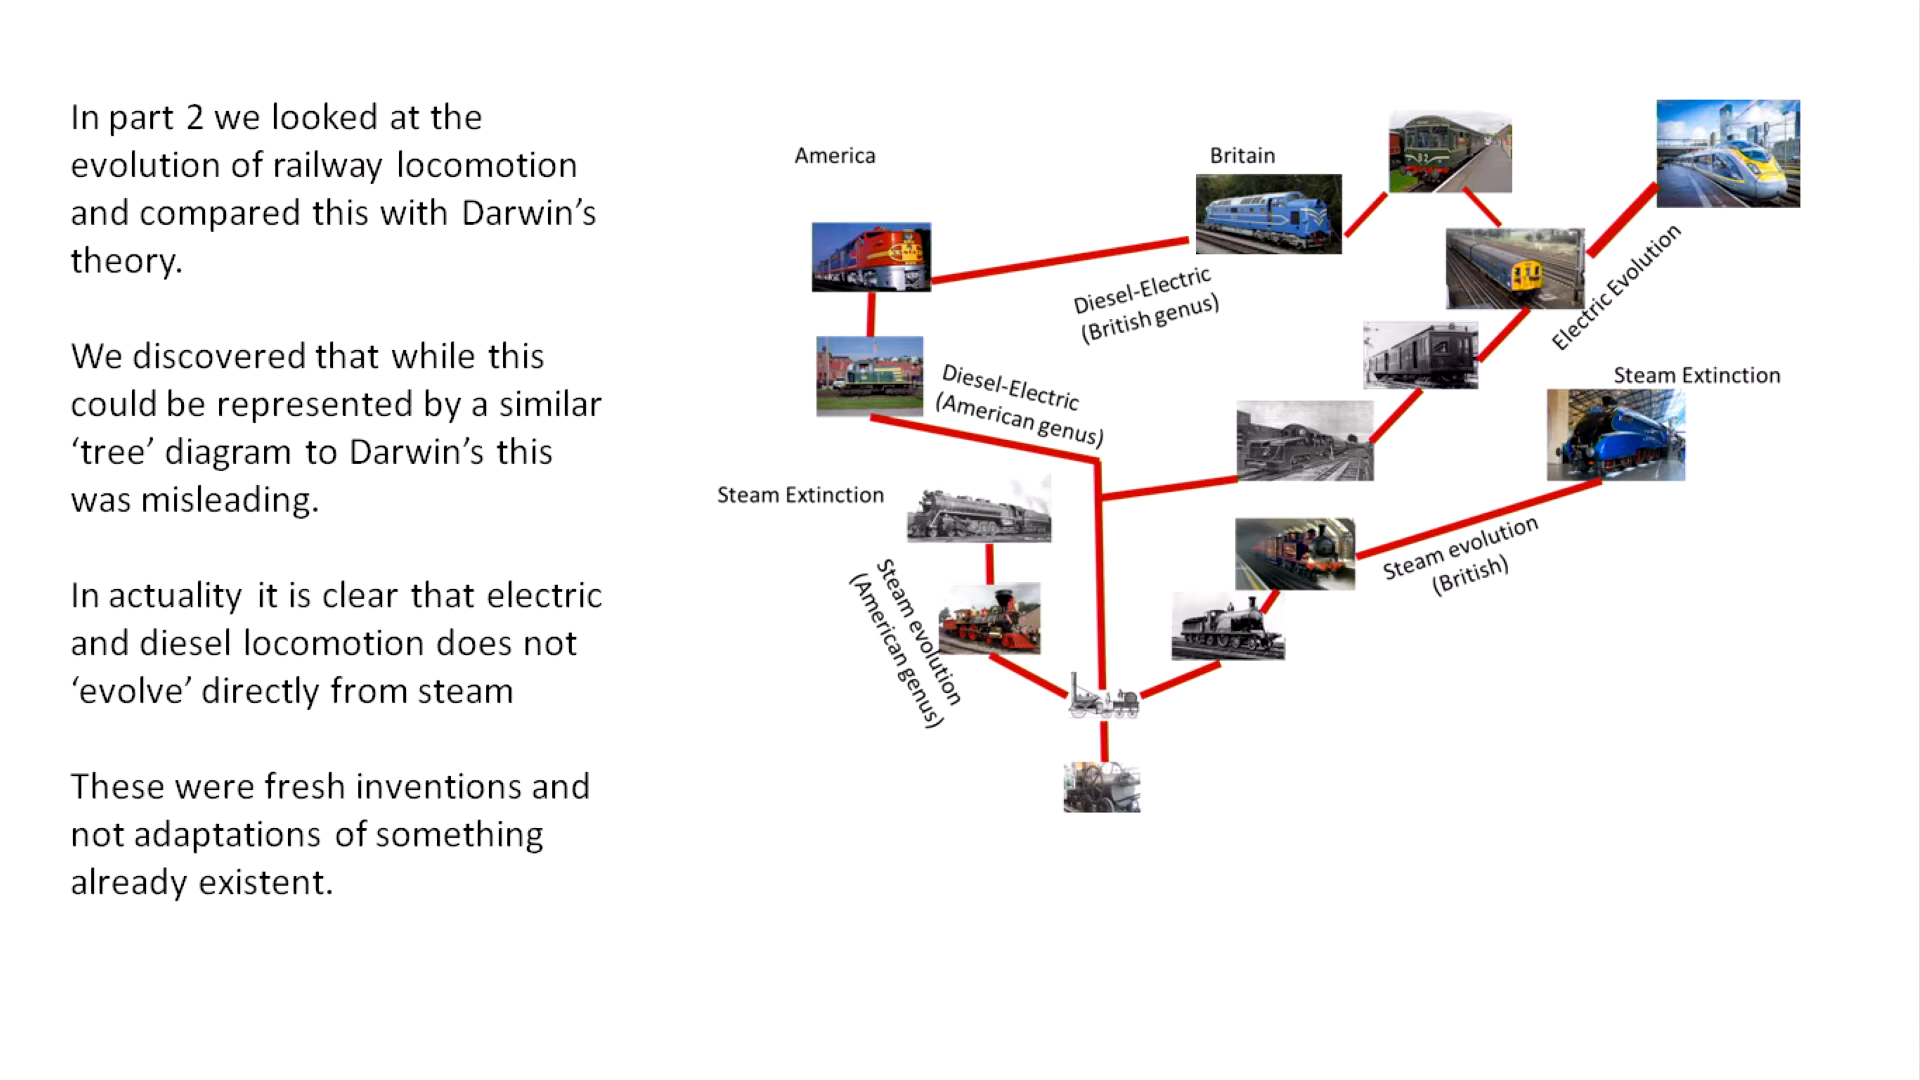 In part 2 we looked at the
evolution of railway locomotion
and compared this with Darwin’s
theory.
We discovered that while this
could be represented by a similar
‘tree’ diagram to Darwin’s this
was misleading.
In actuality it is clear that electric
and diesel locomotion does not
‘evolve’ directly from steam
These were fresh inventions and
not adaptations of something
already existent.
America
Britain
Diesel-Electric
(British genus)
Electric Evolution
Diesel-Electric
(American genus)
Steam Extinction
Steam Extinction
Steam evolution
(American genus)
Steam evolution
(British)